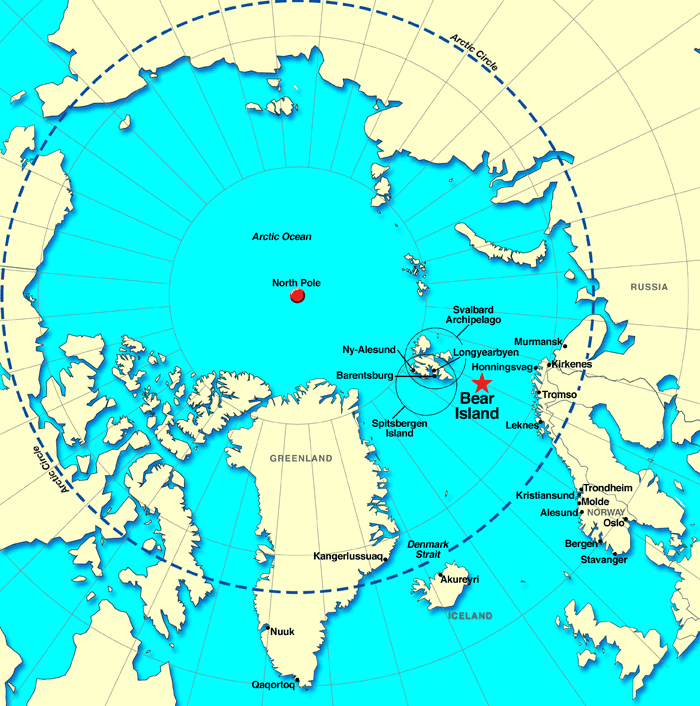 Arctic Circle
Arctic Ocean
North Pole
RUSSIA
Svalbard
Archipelago
Murmansk
Ny-Alesund
Longyearbyen
Kirkenes
Honningsvag
Barentsburg
Bear
Island
Tromso
Spitsbergen
Island
Leknes
GREENLAND
Arctic Circle
Trondheim
Kristiansund
Molde
Alesund
NORWAY
Oslo
Bergen
Stavanger
Denmark
Strait
Kangerlussuaq
Akureyri
ICELAND
Nuuk
Qaqortoq